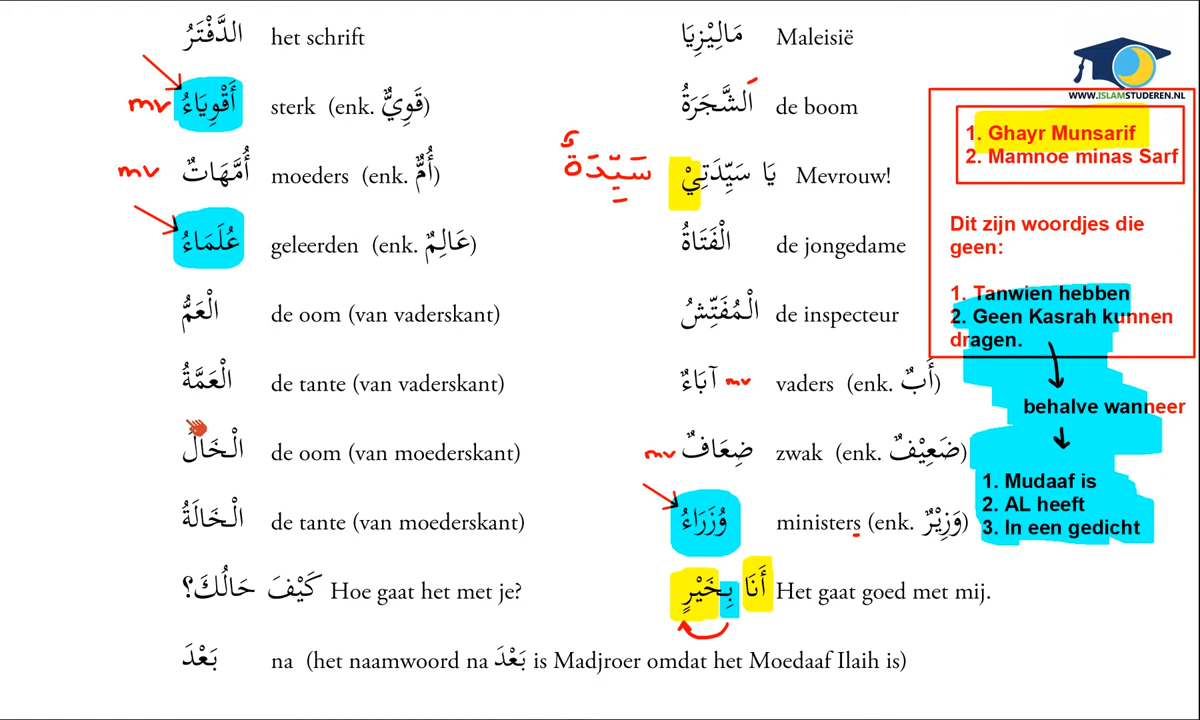 الدَّفْتَرُ het schrift
mv أَقْوِيَاءُ sterk (enk. قَوِيٌّ)
mv أُمَّهَاتٌ moeders (enk. أُمٌّ)
عُلَمَاءُ geleerden (enk. عَالِمٌ)
الْعَمُّ de oom (van vaderskant)
الْعَمَّةُ de tante (van vaderskant)
الْخَالُ de oom (van moederskant)
الْخَالَةُ de tante (van moederskant)
كَيْفَ حَالُكَ؟ Hoe gaat het met je?
بَعْدَ na (het naamwoord na بَعْدَ is Madjroer omdat het Moedaaf Ilaih is)
مَالِيْزِيَا Maleisië
اَلشَّجَرَةُ de boom
سَيِّدَةٌ يَا سَيِّدَتِيْ Mevrouw!
الْفَتَاةُ de jongedame
الْمُفَتِّشُ de inspecteur
آبَاءٌ mv vaders (enk. أَبٌ)
mv ضِعَافٌ zwak (enk. ضَعِيْفٌ)
وُزَرَاءُ ministers (enk. وَزِيْرٌ)
أَنَا بِخَيْرٍ Het gaat goed met mij.
WWW.ISLAMSTUDEREN.NL
1. Ghayr Munsarif
2. Mamnoe minas Sarf
Dit zijn woordjes die
geen:
1. Tanwien hebben
2. Geen Kasrah kunnen
dragen.
behalve wanneer
1. Mudaaf is
2. AL heeft
3. In een gedicht